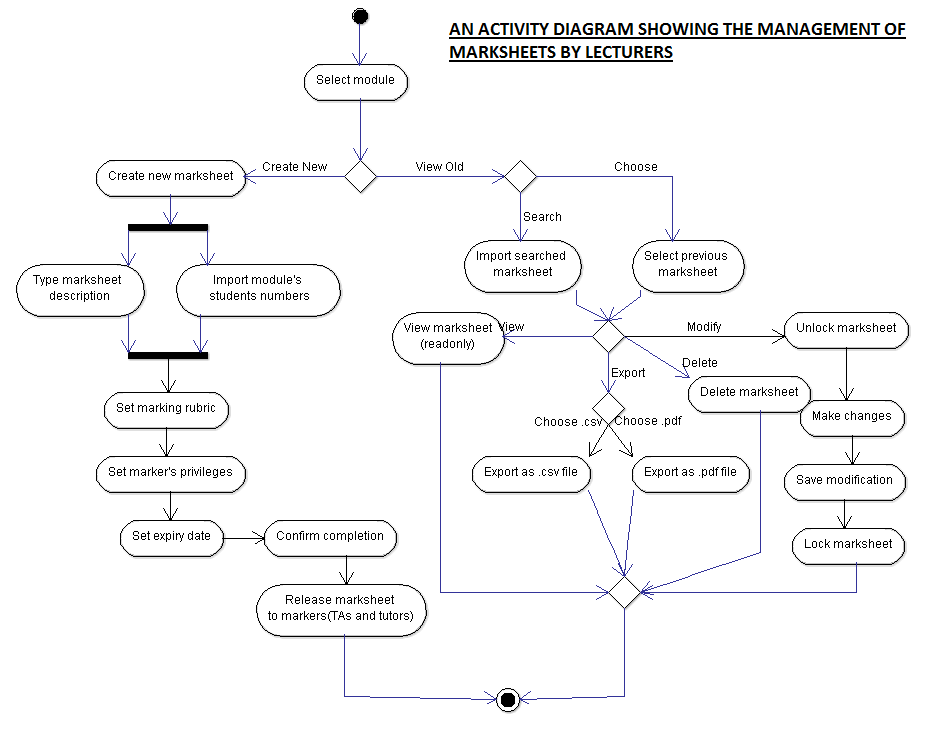 AN ACTIVITY DIAGRAM SHOWING THE MANAGEMENT OF
MARKSHEETS BY LECTURERS
Select module
Create New
View Old
Choose
Create new marksheet
Search
Import searched
marksheet
Select previous
marksheet
Type marksheet
description
Import module's
students numbers
View marksheet
(readonly)
View
Modify
Unlock marksheet
Delete
Export
Delete marksheet
Set marking rubric
Choose .csv
Choose .pdf
Make changes
Set marker's privileges
Export as .csv file
Export as .pdf file
Save modification
Set expiry date
Confirm completion
Lock marksheet
Release marksheet
to markers(TAs and tutors)